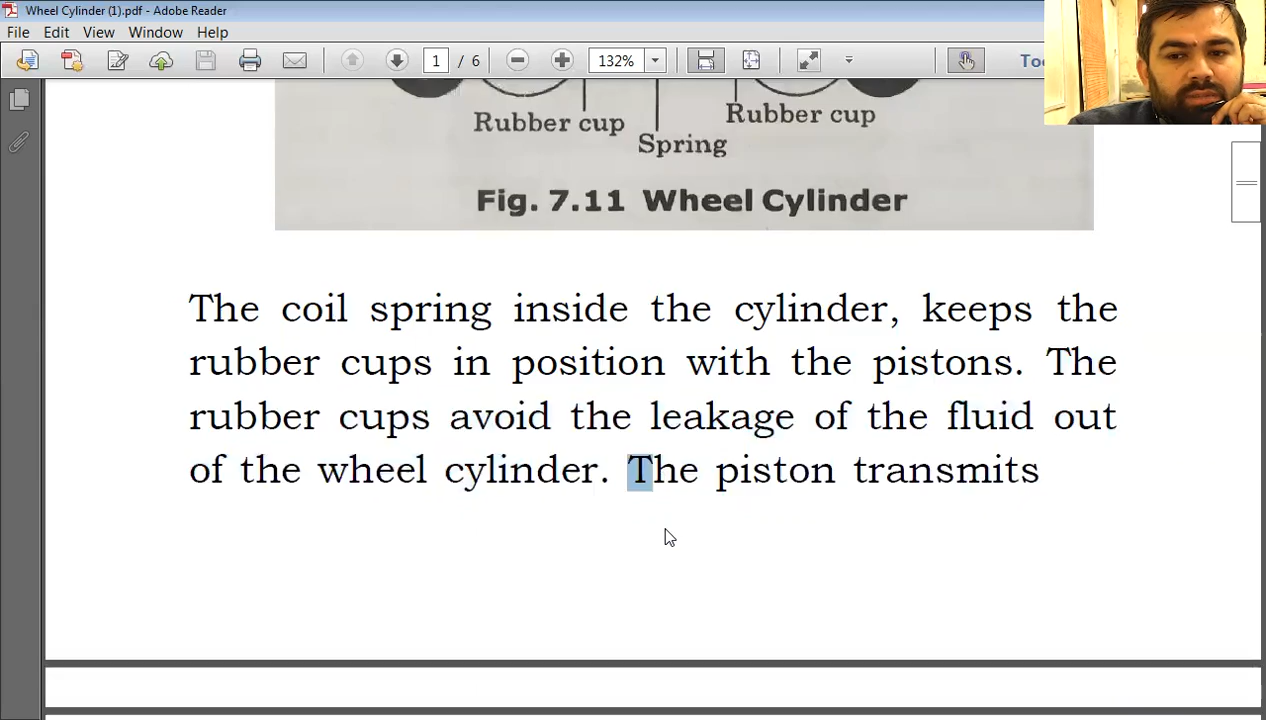 Wheel Cylinder (1).pdf - Adobe Reader
File Edit View Window Help
1 / 6 132%
Rubber cup Rubber cup
Spring
Fig. 7.11 Wheel Cylinder
The coil spring inside the cylinder, keeps the
rubber cups in position with the pistons. The
rubber cups avoid the leakage of the fluid out
of the wheel cylinder. The piston transmits